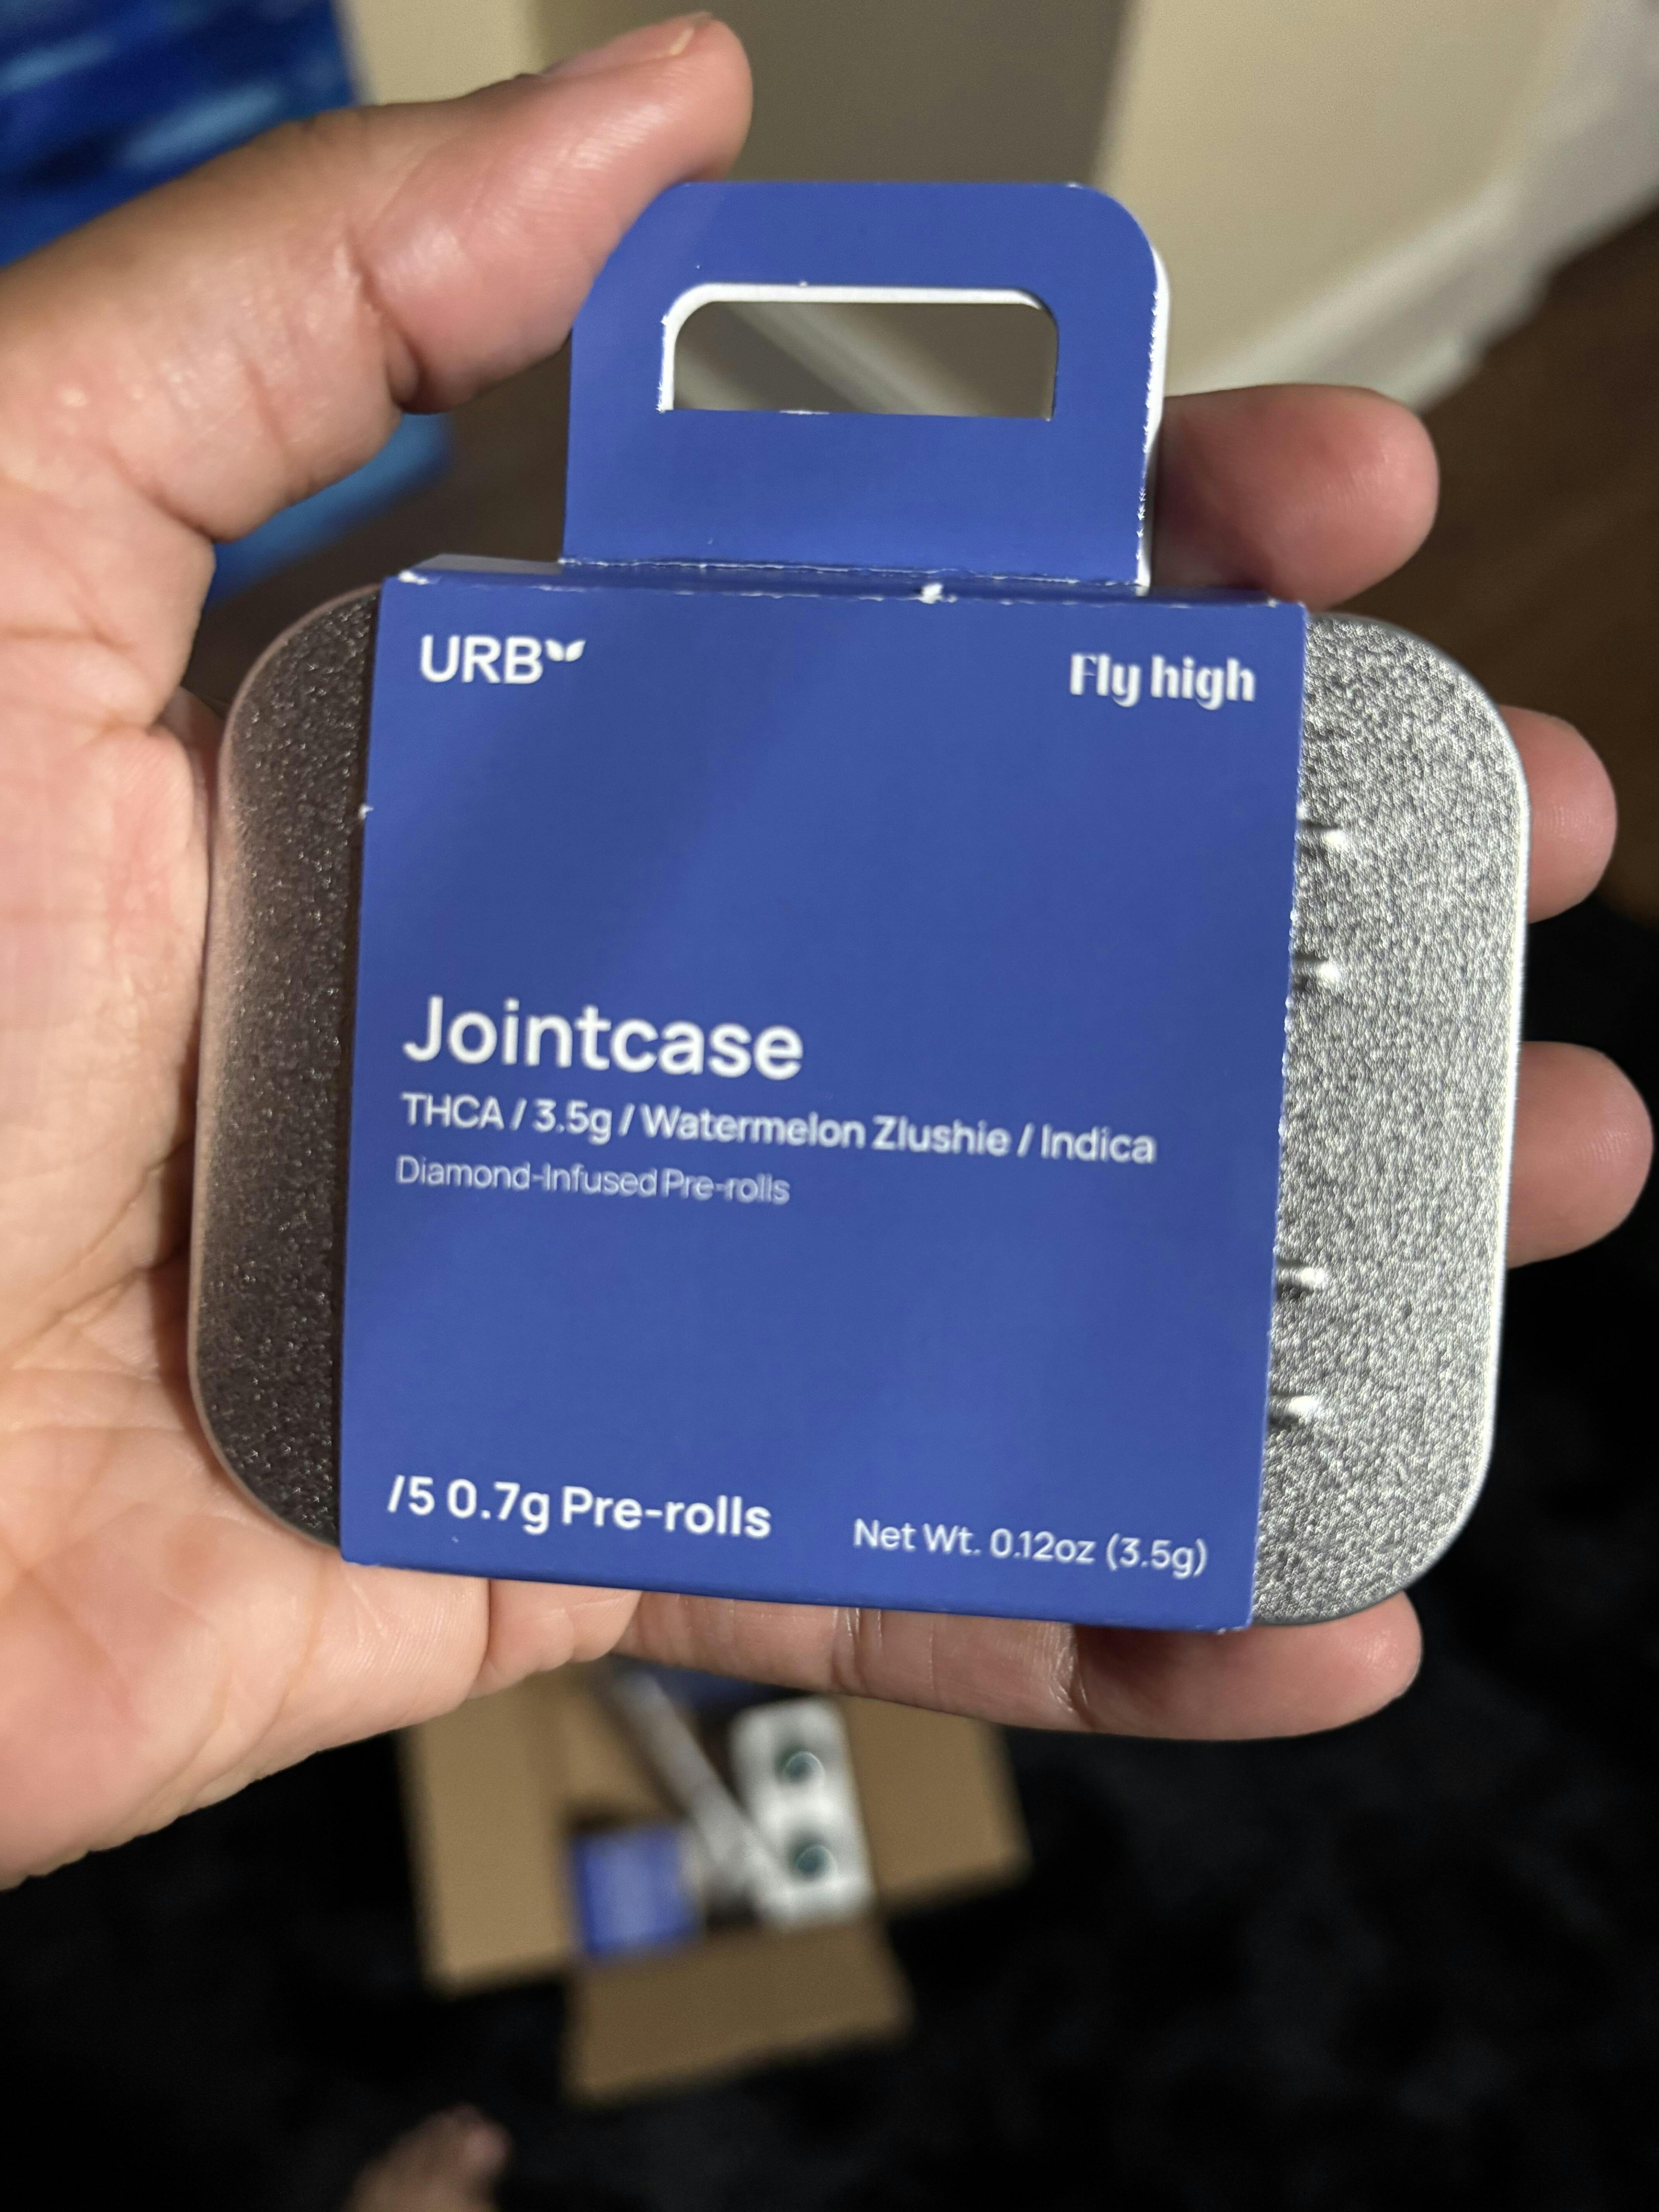 URB
Fly high
Jointcase
THCA / 3.5g / Watermelon Zlushie / Indica
Diamond-Infused Pre-rolls
/5 0.7g Pre-rolls
Net Wt. 0.12oz (3.5g)